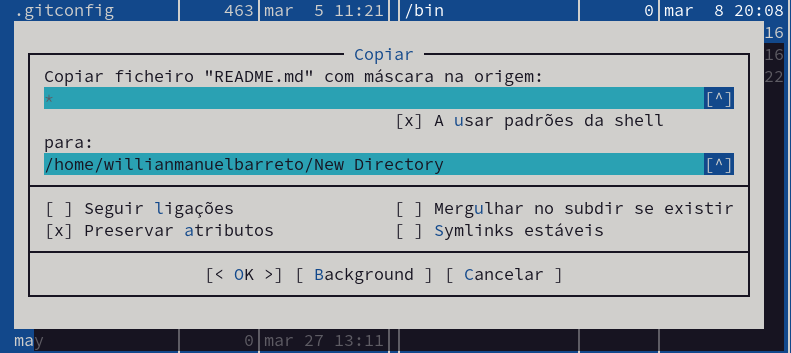 .gitconfig 463 mar 5 11:21 /bin 0 mar 8 20:08
16
Copiar
16
Copiar ficheiro "README.md" com máscara na origem:
22
* [^]
[x] A usar padrões da shell
para:
/home/willianmanuelbarreto/New Directory [^]
[ ] Seguir ligações [ ] Mergulhar no subdir se existir
[x] Preservar atributos [ ] Symlinks estáveis
[< OK >] [ Background ] [ Cancelar ]
may 0 mar 27 13:11